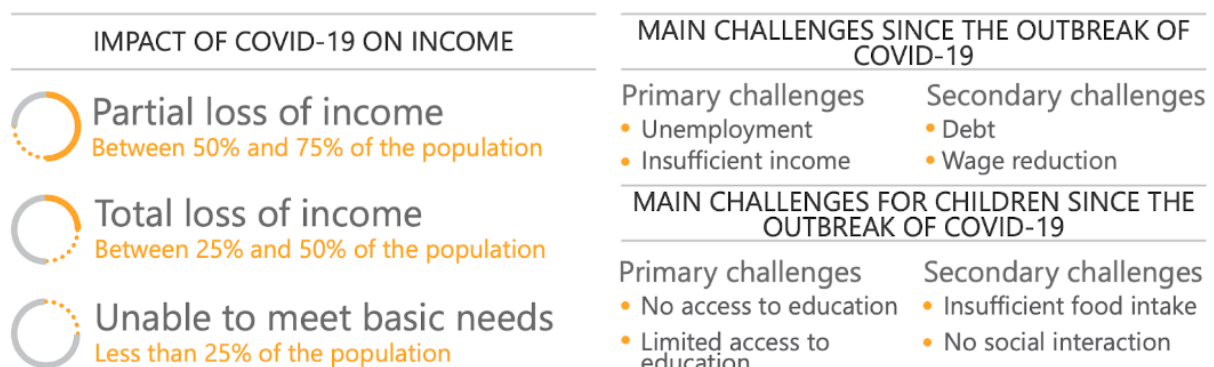 IMPACT OF COVID-19 ON INCOME
Partial loss of income
Between 50% and 75% of the population
Total loss of income
Between 25% and 50% of the population
Unable to meet basic needs
Less than 25% of the population
MAIN CHALLENGES SINCE THE OUTBREAK OF
COVID-19
Primary challenges
• Unemployment
• Insufficient income
Secondary challenges
• Debt
• Wage reduction
MAIN CHALLENGES FOR CHILDREN SINCE THE
OUTBREAK OF COVID-19
Primary challenges
• No access to education
• Limited access to
education
Secondary challenges
• Insufficient food intake
• No social interaction